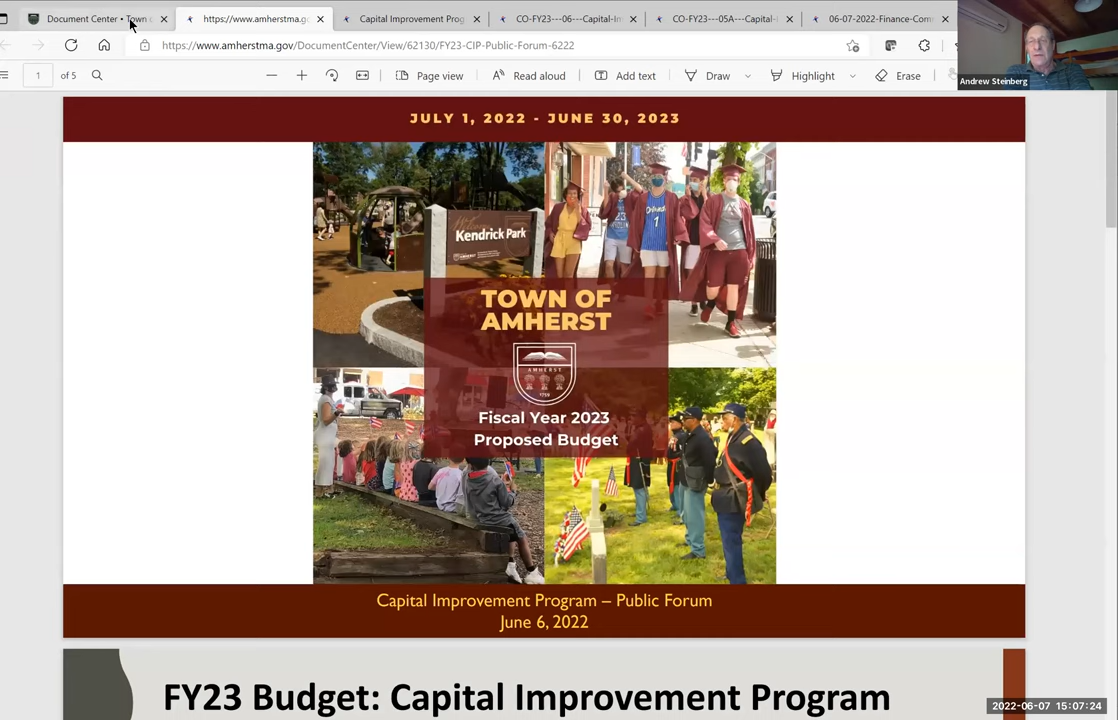 Document Center • Town o
https://www.amherstma.g
Capital Improvement Prog
CO-FY23---06---Capital-In
CO-FY23---05A---Capital-
06-07-2022-Finance-Com
https://www.amherstma.gov/DocumentCenter/View/62130/FY23-CIP-Public-Forum-6222
1 of 5
Page view
Read aloud
Add text
Draw
Highlight
Erase
Andrew Steinberg
JULY 1, 2022 - JUNE 30, 2023
Kendrick Park
1
TOWN OF
AMHERST
AMHERST
1759
Fiscal Year 2023
Proposed Budget
Capital Improvement Program – Public Forum
June 6, 2022
FY23 Budget: Capital Improvement Program
2022-06-07 15:07:24